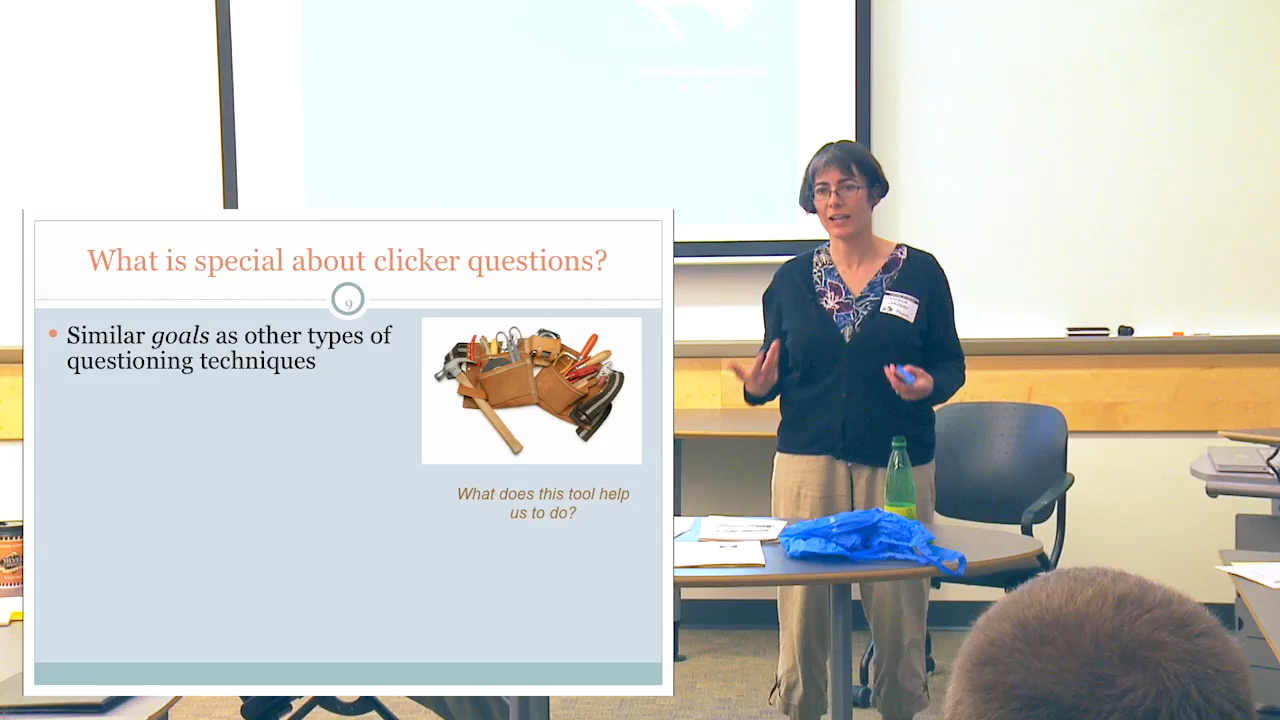 What is special about clicker questions?
9
• Similar goals as other types of
questioning techniques
What does this tool help
us to do?